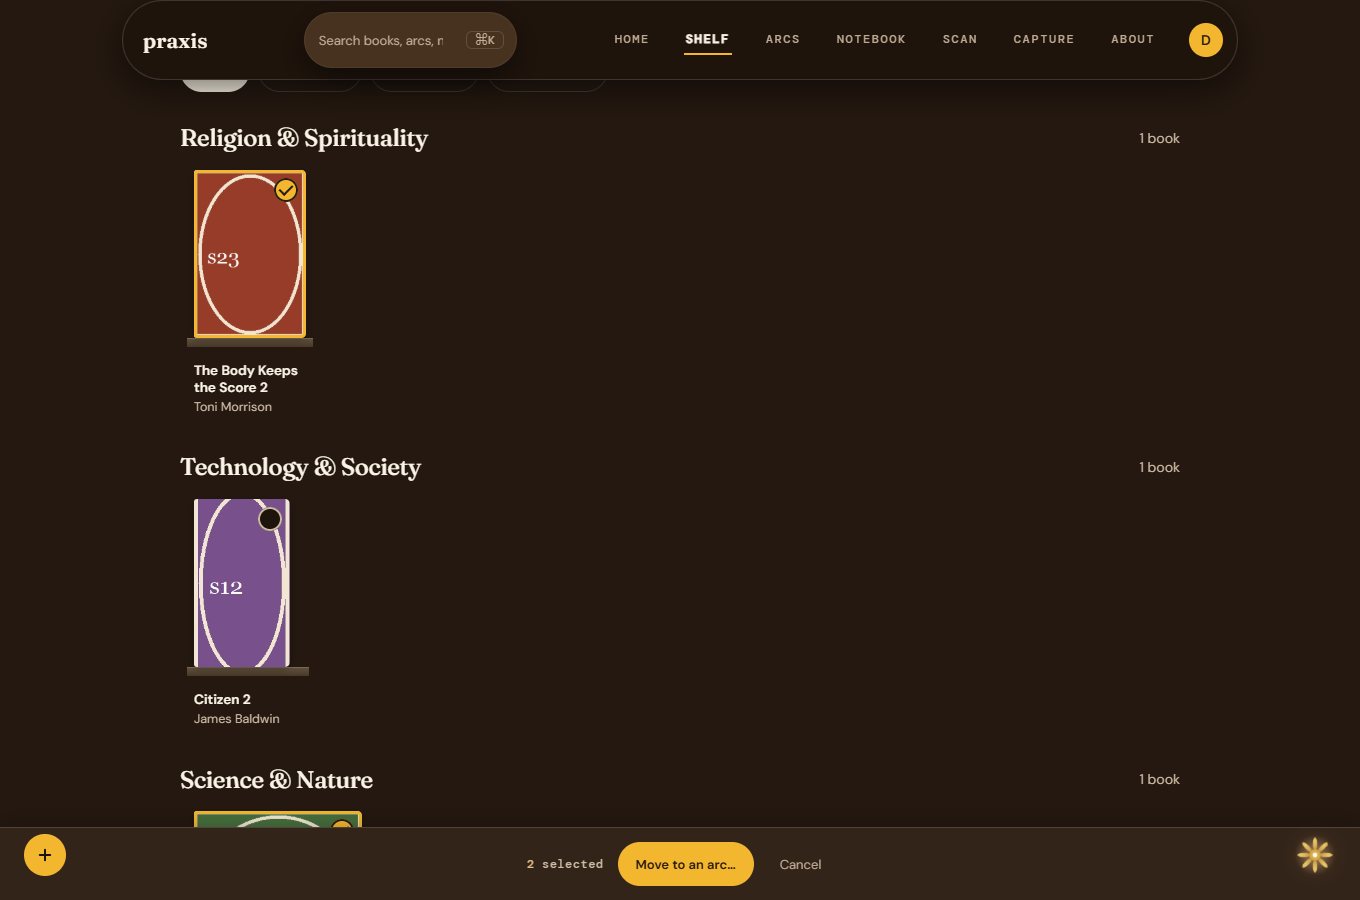 praxis
Search books, arcs, n
⌘K
HOME
SHELF
ARCS
NOTEBOOK
SCAN
CAPTURE
ABOUT
D
Religion & Spirituality
1 book
S23
The Body Keeps
the Score 2
Toni Morrison
Technology & Society
1 book
S12
Citizen 2
James Baldwin
Science & Nature
1 book
+
2 selected
Move to an arc…
Cancel